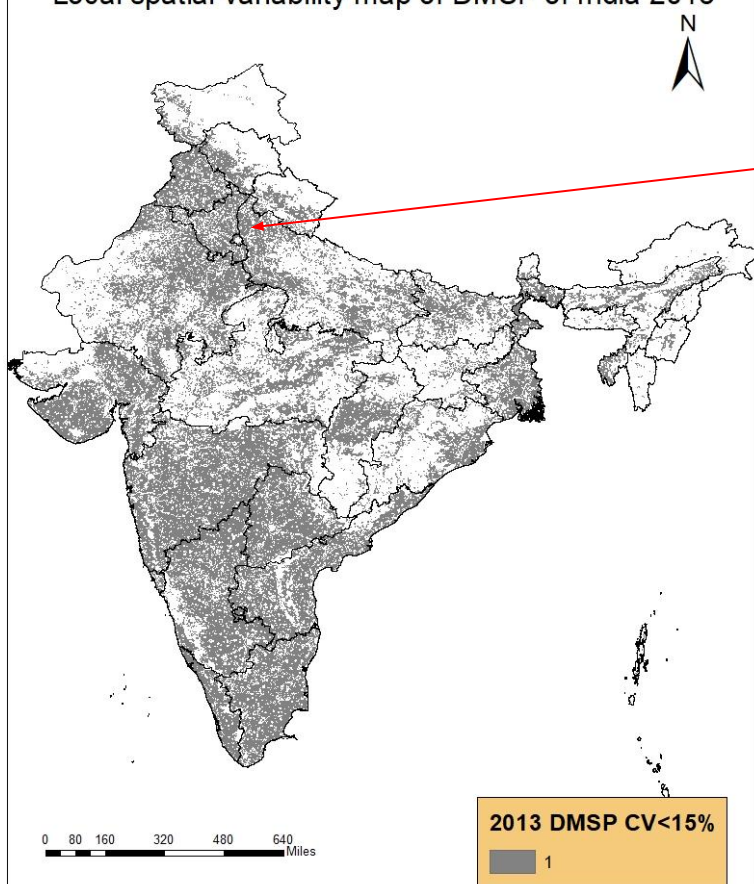 Local spatial variability map of DMSP of India 2013
N
0 80 160 320 480 640
Miles
2013 DMSP CV<15%
1